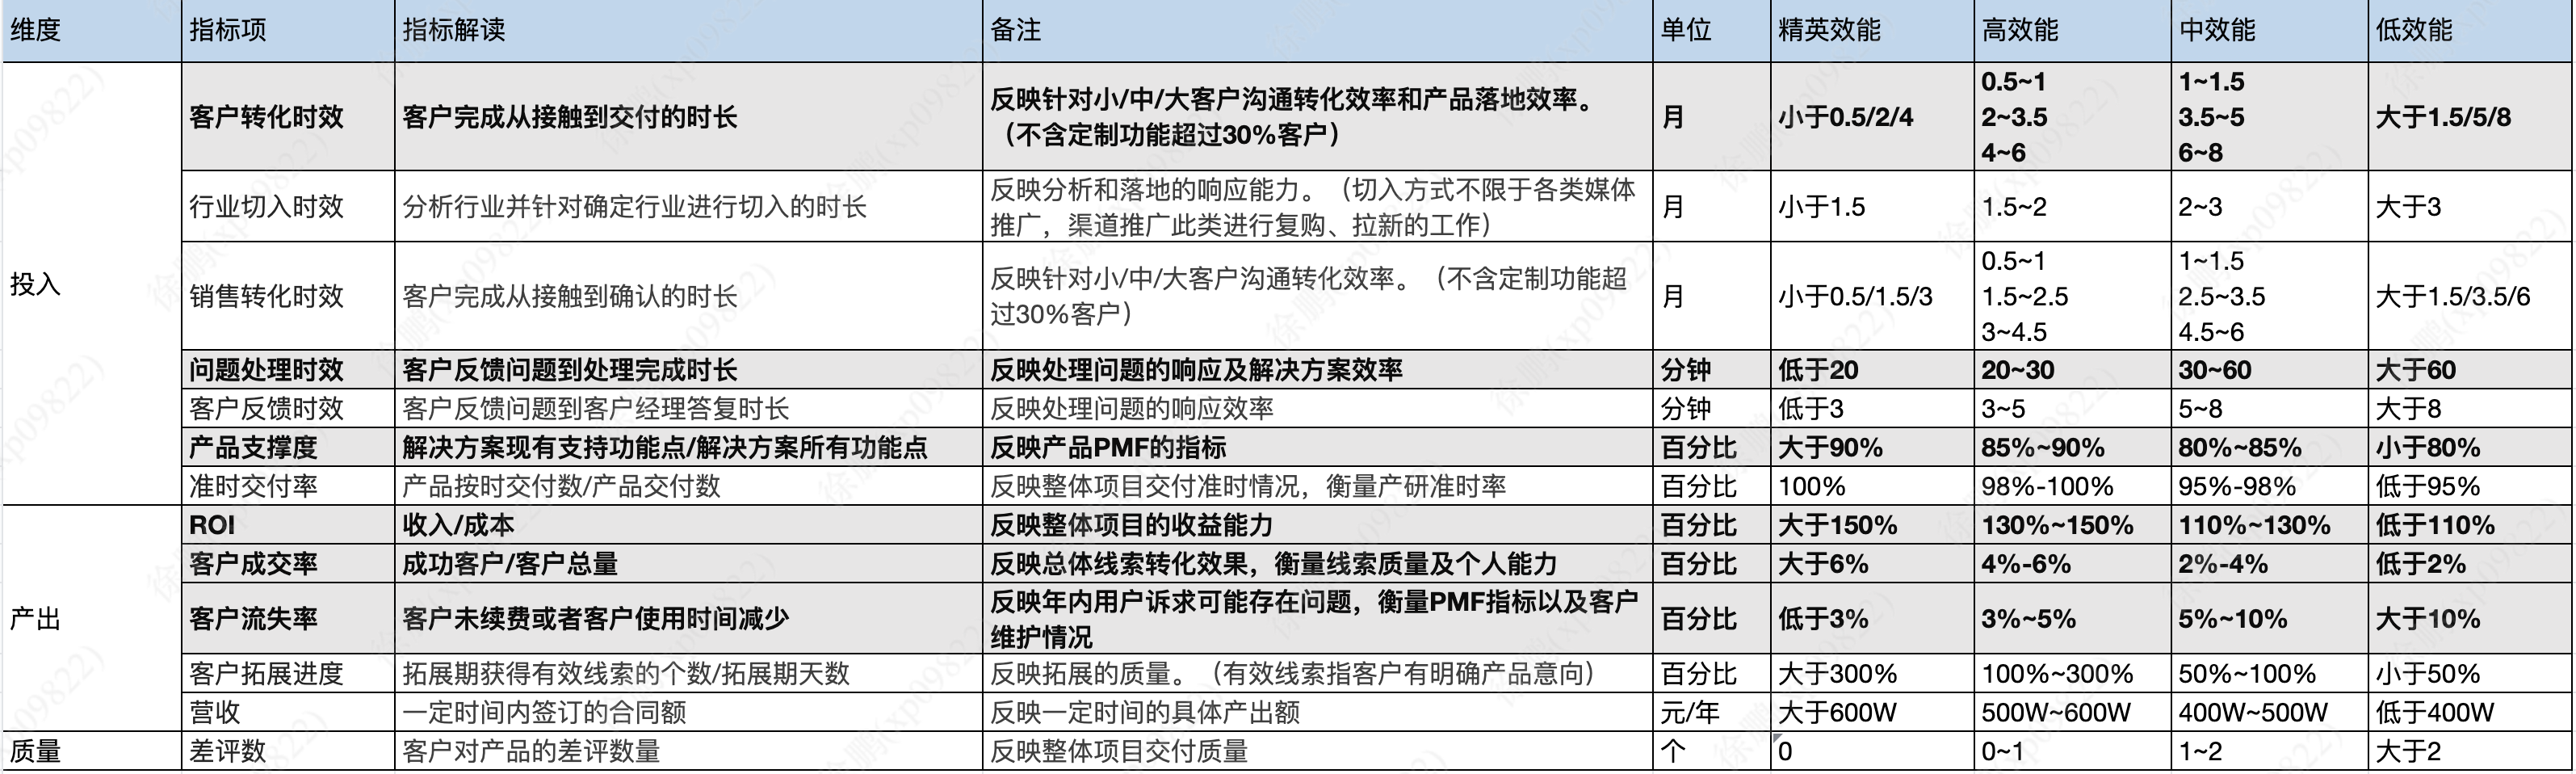 维度 指标项 指标解读 备注 单位 精英效能 高效能 中效能 低效能
投入
客户转化时效 客户完成从接触到交付的时长 反映针对小/中/大客户沟通转化效率和产品落地效率。
（不含定制功能超过30%客户） 月 小于0.5/2/4 0.5~1
2~3.5
4~6 1~1.5
3.5~5
6~8 大于1.5/5/8
行业切入时效 分析行业并针对确定行业进行切入的时长 反映分析和落地的响应能力。（切入方式不限于各类媒体
推广，渠道推广此类进行复购、拉新的工作） 月 小于1.5 1.5~2 2~3 大于3
销售转化时效 客户完成从接触到确认的时长 反映针对小/中/大客户沟通转化效率。（不含定制功能超
过30%客户） 月 小于0.5/1.5/3 0.5~1
1.5~2.5
3~4.5 1~1.5
2.5~3.5
4.5~6 大于1.5/3.5/6
问题处理时效 客户反馈问题到处理完成时长 反映处理问题的响应及解决方案效率 分钟 低于20 20~30 30~60 大于60
客户反馈时效 客户反馈问题到客户经理答复时长 反映处理问题的响应效率 分钟 低于3 3~5 5~8 大于8
产品支撑度 解决方案现有支持功能点/解决方案所有功能点 反映产品PMF的指标 百分比 大于90% 85%~90% 80%~85% 小于80%
准时交付率 产品按时交付数/产品交付数 反映整体项目交付准时情况，衡量产研准时率 百分比 100% 98%-100% 95%-98% 低于95%
产出
ROI 收入/成本 反映整体项目的收益能力 百分比 大于150% 130%~150% 110%~130% 低于110%
客户成交率 成功客户/客户总量 反映总体线索转化效果，衡量线索质量及个人能力 百分比 大于6% 4%-6% 2%-4% 低于2%
客户流失率 客户未续费或者客户使用时间减少 反映年内用户诉求可能存在问题，衡量PMF指标以及客户
维护情况 百分比 低于3% 3%~5% 5%~10% 大于10%
客户拓展进度 拓展期获得有效线索的个数/拓展期天数 反映拓展的质量。（有效线索指客户有明确产品意向） 百分比 大于300% 100%~300% 50%~100% 小于50%
营收 一定时间内签订的合同额 反映一定时间的具体产出额 元/年 大于600W 500W~600W 400W~500W 低于400W
质量 差评数 客户对产品的差评数量 反映整体项目交付质量 个 0 0~1 1~2 大于2
徐鹏(xp09822)